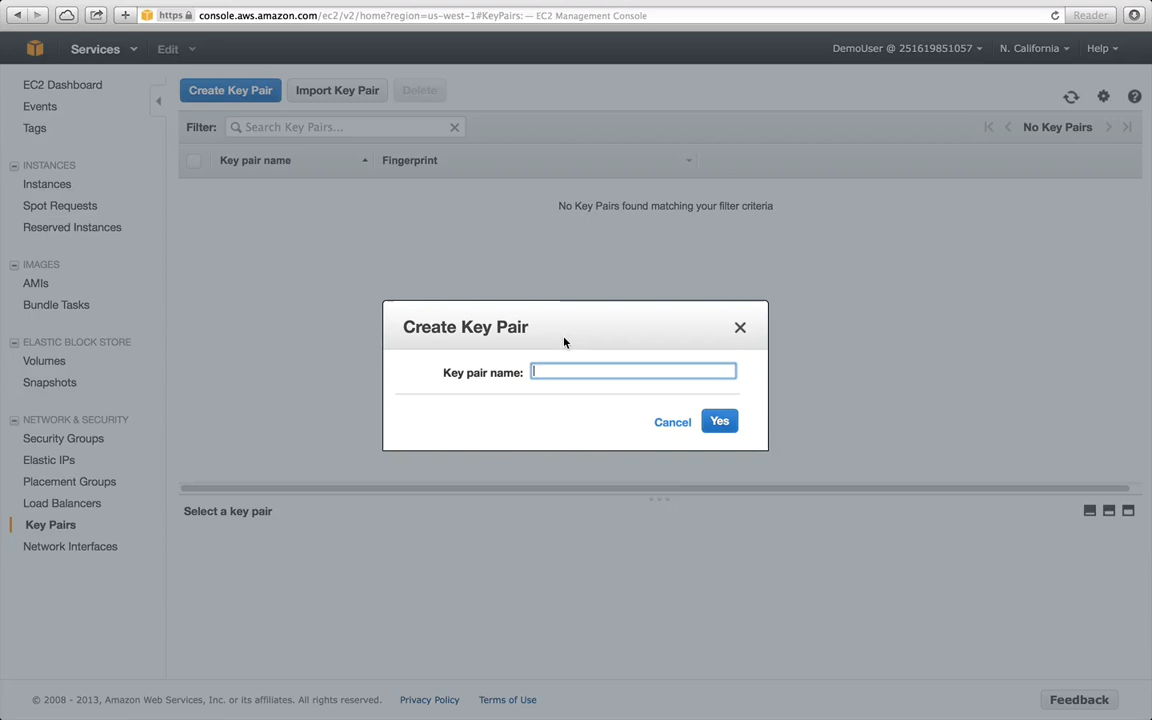 https console.aws.amazon.com/ec2/v2/home?region=us-west-1#KeyPairs: — EC2 Management Console Reader
Services Edit DemoUser @ 251619851057 N. California Help
EC2 Dashboard
Events
Tags
INSTANCES
Instances
Spot Requests
Reserved Instances
IMAGES
AMIs
Bundle Tasks
ELASTIC BLOCK STORE
Volumes
Snapshots
NETWORK & SECURITY
Security Groups
Elastic IPs
Placement Groups
Load Balancers
Key Pairs
Network Interfaces
Create Key Pair Import Key Pair Delete
Filter: Search Key Pairs... No Key Pairs
Key pair name Fingerprint
No Key Pairs found matching your filter criteria
Create Key Pair
Key pair name:
Cancel Yes
Select a key pair
© 2008 - 2013, Amazon Web Services, Inc. or its affiliates. All rights reserved. Privacy Policy Terms of Use Feedback